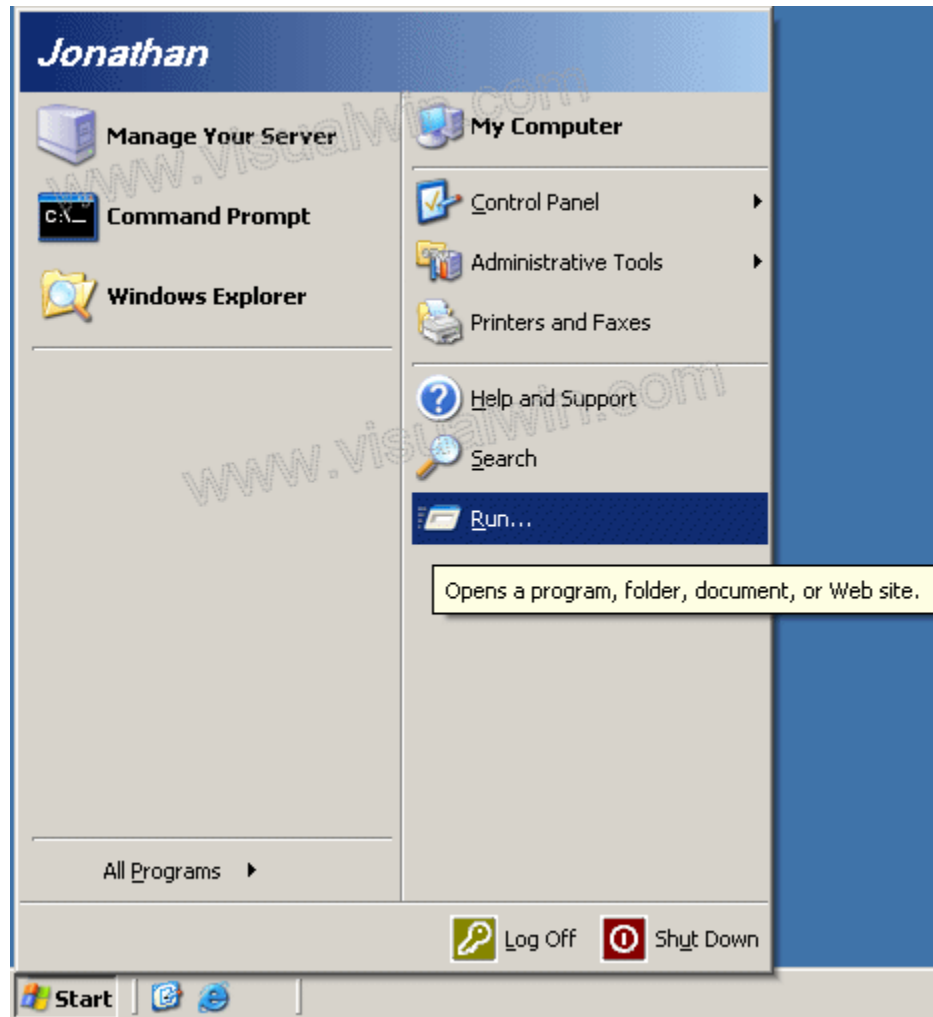 Jonathan
Manage Your Server
Command Prompt
Windows Explorer
All Programs
My Computer
Control Panel
Administrative Tools
Printers and Faxes
Help and Support
Search
Run...
Opens a program, folder, document, or Web site.
Log Off
Shut Down
Start
C:\_
www.visualwin.com
www.visualwin.com